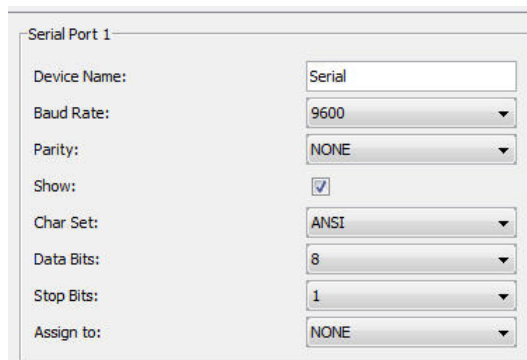 Serial Port 1
Device Name: Serial
Baud Rate: 9600
Parity: NONE
Show:
Char Set: ANSI
Data Bits: 8
Stop Bits: 1
Assign to: NONE